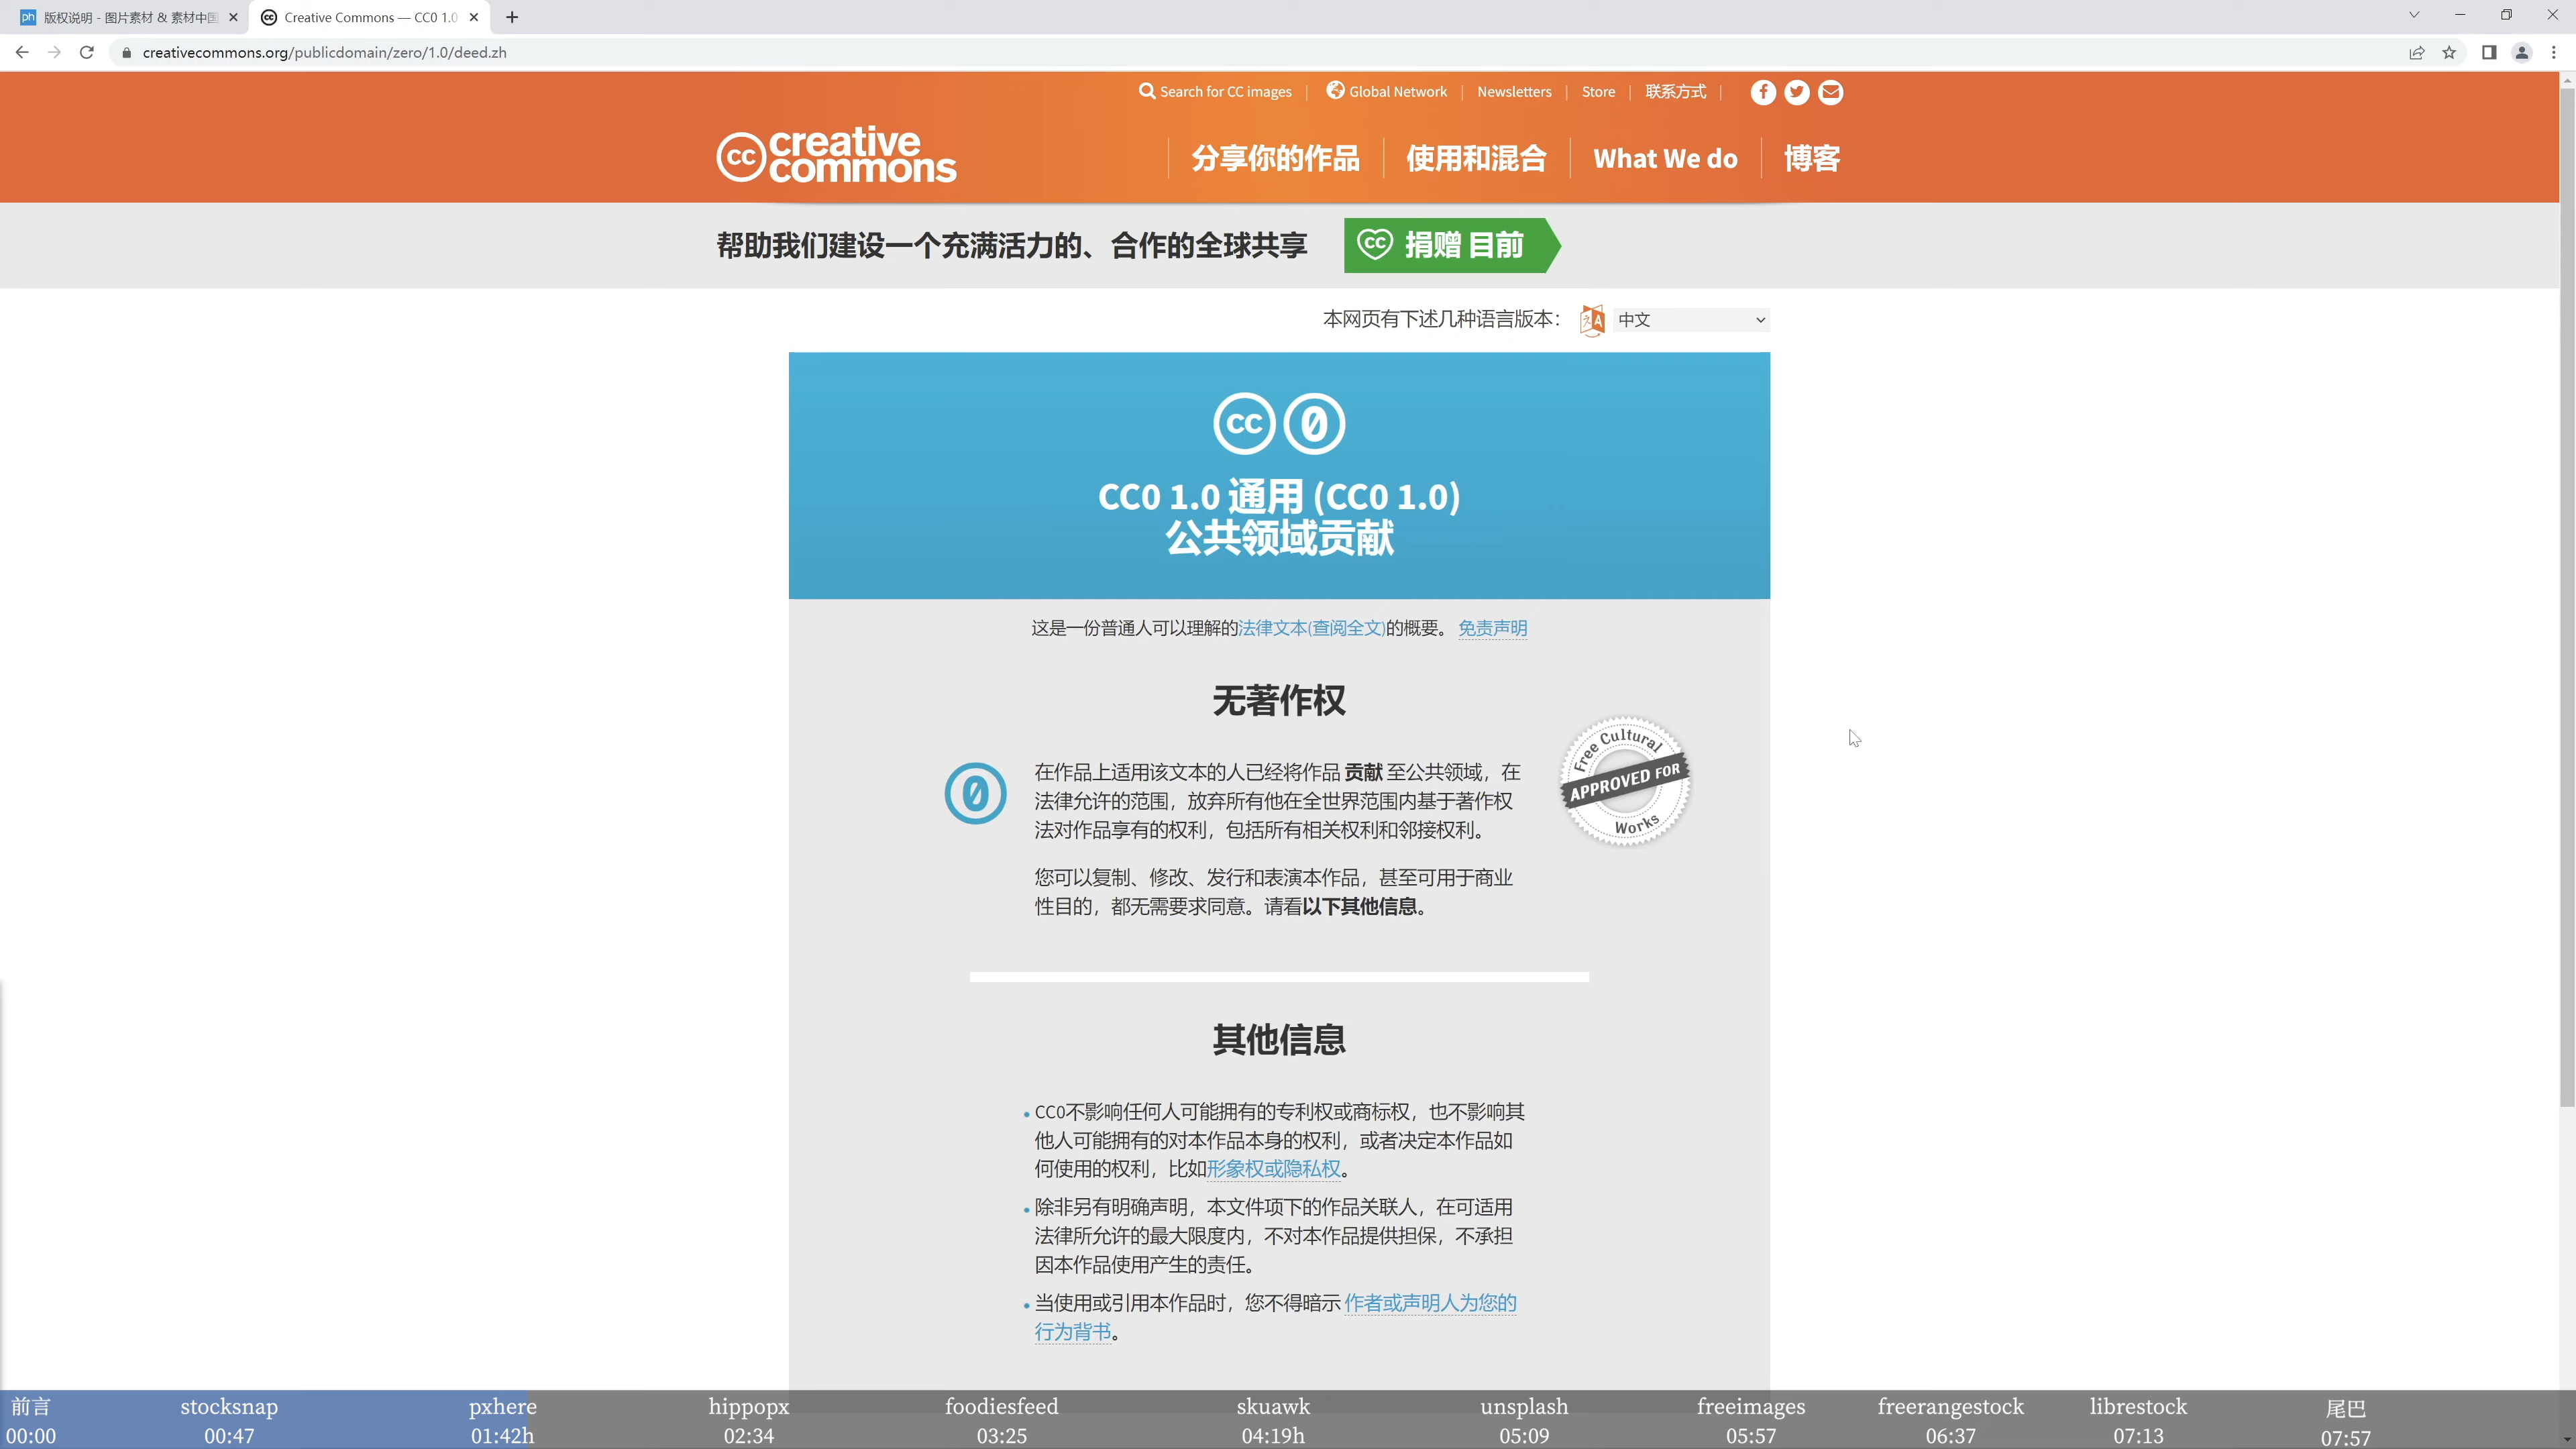 版权说明 - 图片素材 & 素材中国
Creative Commons — CC0 1.0
creativecommons.org/publicdomain/zero/1.0/deed.zh
Search for CC images
Global Network
Newsletters
Store
联系方式
creative
commons
分享你的作品
使用和混合
What We do
博客
帮助我们建设一个充满活力的、合作的全球共享
捐赠 目前
本网页有下述几种语言版本：
中文
CC0 1.0 通用 (CC0 1.0)
公共领域贡献
这是一份普通人可以理解的法律文本(查阅全文)的概要。 免责声明
无著作权
在作品上适用该文本的人已经将作品 贡献 至公共领域，在
法律允许的范围，放弃所有他在全世界范围内基于著作权
法对作品享有的权利，包括所有相关权利和邻接权利。
Free Cultural
APPROVED FOR
Works
您可以复制、修改、发行和表演本作品，甚至可用于商业
性目的，都无需要求同意。请看以下其他信息。
其他信息
CC0不影响任何人可能拥有的专利权或商标权，也不影响其
他人可能拥有的对本作品本身的权利，或者决定本作品如
何使用的权利，比如形象权或隐私权。
除非另有明确声明，本文件项下的作品关联人，在可适用
法律所允许的最大限度内，不对本作品提供担保，不承担
因本作品使用产生的责任。
当使用或引用本作品时，您不得暗示 作者或声明人为您的
行为背书。
前言 stocksnap pxhere hippopx foodiesfeed skuawk unsplash freeimages freerangestock librestock 尾巴
00:00 00:47 01:42h 02:34 03:25 04:19h 05:09 05:57 06:37 07:13 07:57